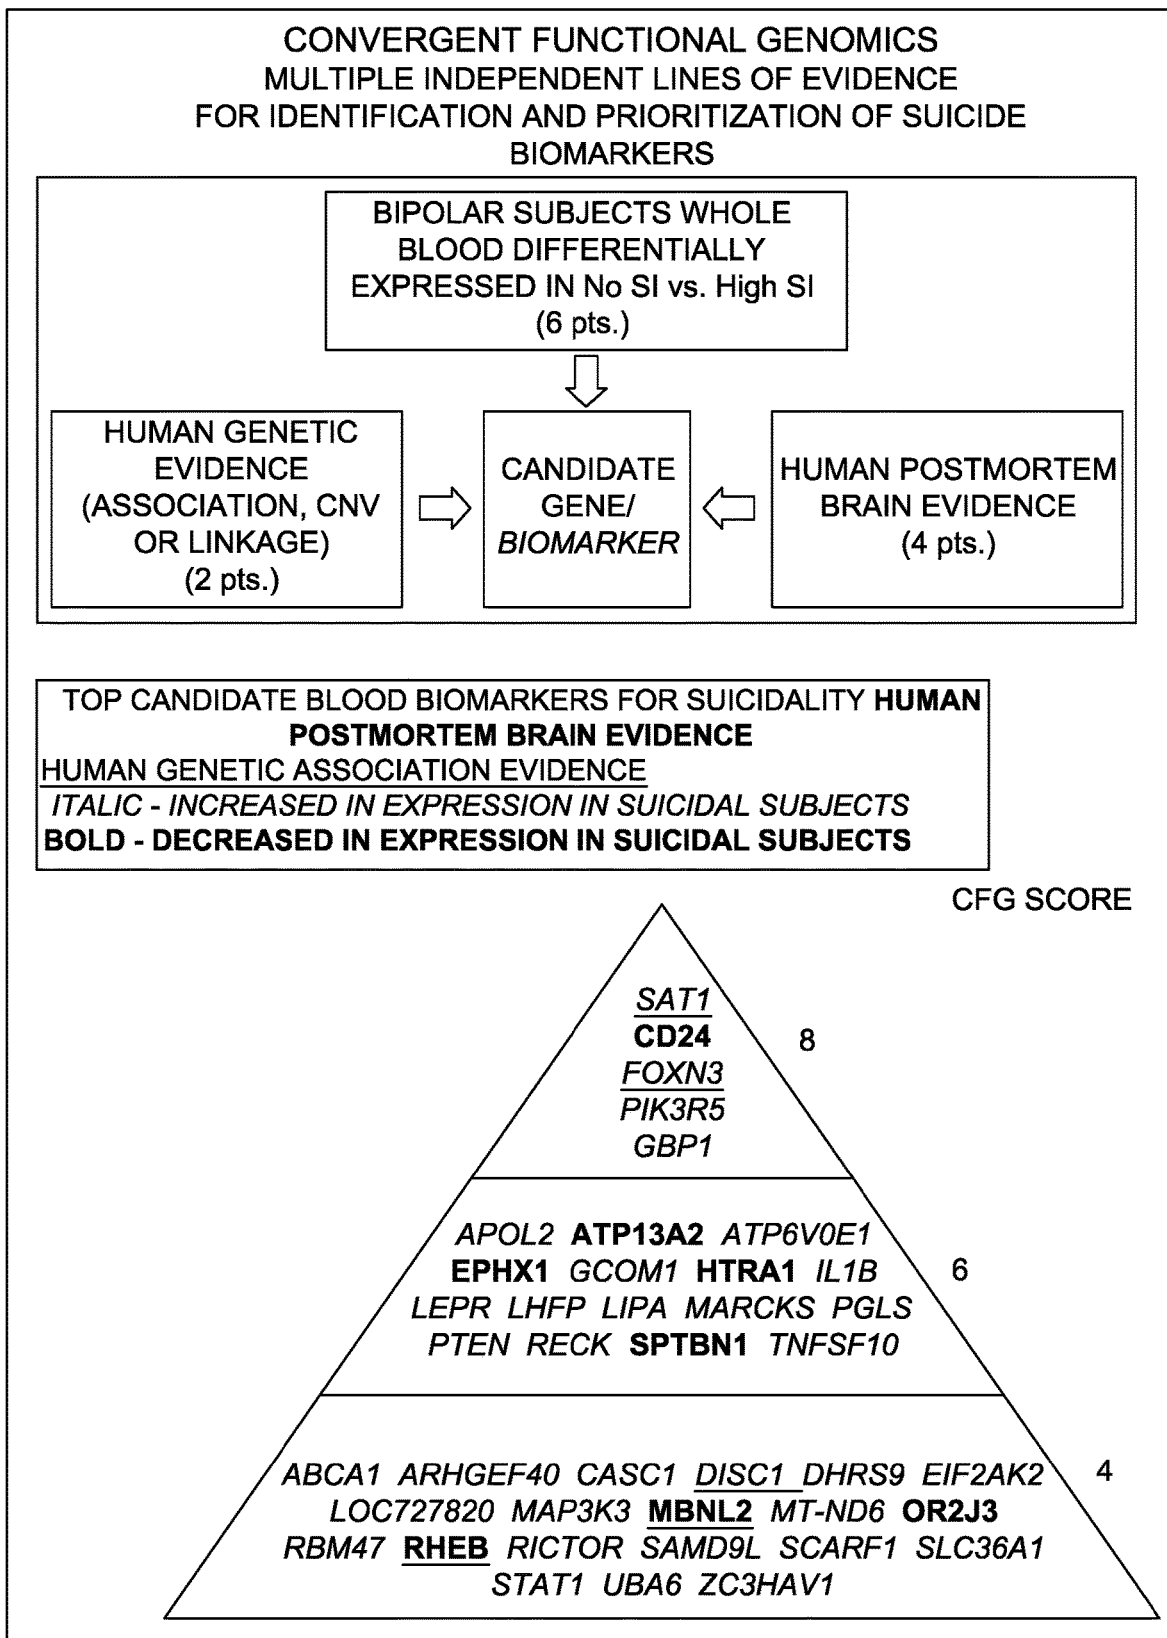 CONVERGENT FUNCTIONAL GENOMICS
MULTIPLE INDEPENDENT LINES OF EVIDENCE
FOR IDENTIFICATION AND PRIORITIZATION OF SUICIDE
BIOMARKERS
BIPOLAR SUBJECTS WHOLE
BLOOD DIFFERENTIALLY
EXPRESSED IN No SI vs. High SI
(6 pts.)
HUMAN GENETIC
EVIDENCE
(ASSOCIATION, CNV
OR LINKAGE)
(2 pts.)
CANDIDATE
GENE/
BIOMARKER
HUMAN POSTMORTEM
BRAIN EVIDENCE
(4 pts.)
TOP CANDIDATE BLOOD BIOMARKERS FOR SUICIDALITY HUMAN
POSTMORTEM BRAIN EVIDENCE
HUMAN GENETIC ASSOCIATION EVIDENCE
ITALIC - INCREASED IN EXPRESSION IN SUICIDAL SUBJECTS
BOLD - DECREASED IN EXPRESSION IN SUICIDAL SUBJECTS
CFG SCORE
SAT1
CD24
8
FOXN3
PIK3R5
GBP1
APOL2 ATP13A2 ATP6V0E1
EPHX1 GCOM1 HTRA1 IL1B
6
LEPR LHFP LIPA MARCKS PGLS
PTEN RECK SPTBN1 TNFSF10
ABCA1 ARHGEF40 CASC1 DISC1 DHRS9 EIF2AK2
4
LOC727820 MAP3K3 MBNL2 MT-ND6 OR2J3
RBM47 RHEB RICTOR SAMD9L SCARF1 SLC36A1
STAT1 UBA6 ZC3HAV1